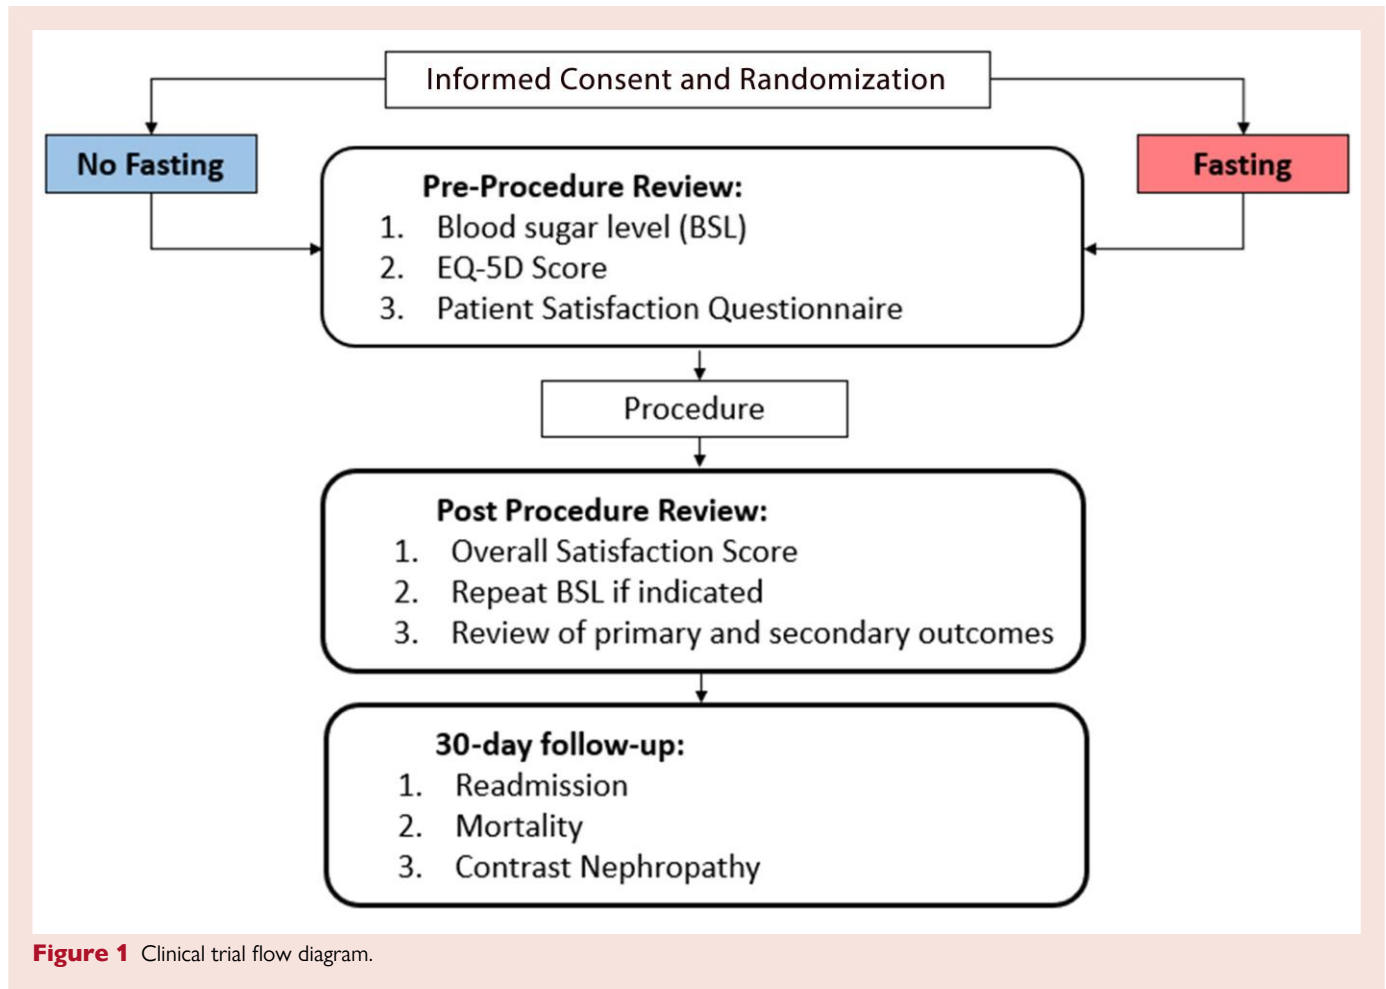 Informed Consent and Randomization
No Fasting
Fasting
Pre-Procedure Review:
1. Blood sugar level (BSL)
2. EQ-5D Score
3. Patient Satisfaction Questionnaire
Procedure
Post Procedure Review:
1. Overall Satisfaction Score
2. Repeat BSL if indicated
3. Review of primary and secondary outcomes
30-day follow-up:
1. Readmission
2. Mortality
3. Contrast Nephropathy
Figure 1 Clinical trial flow diagram.